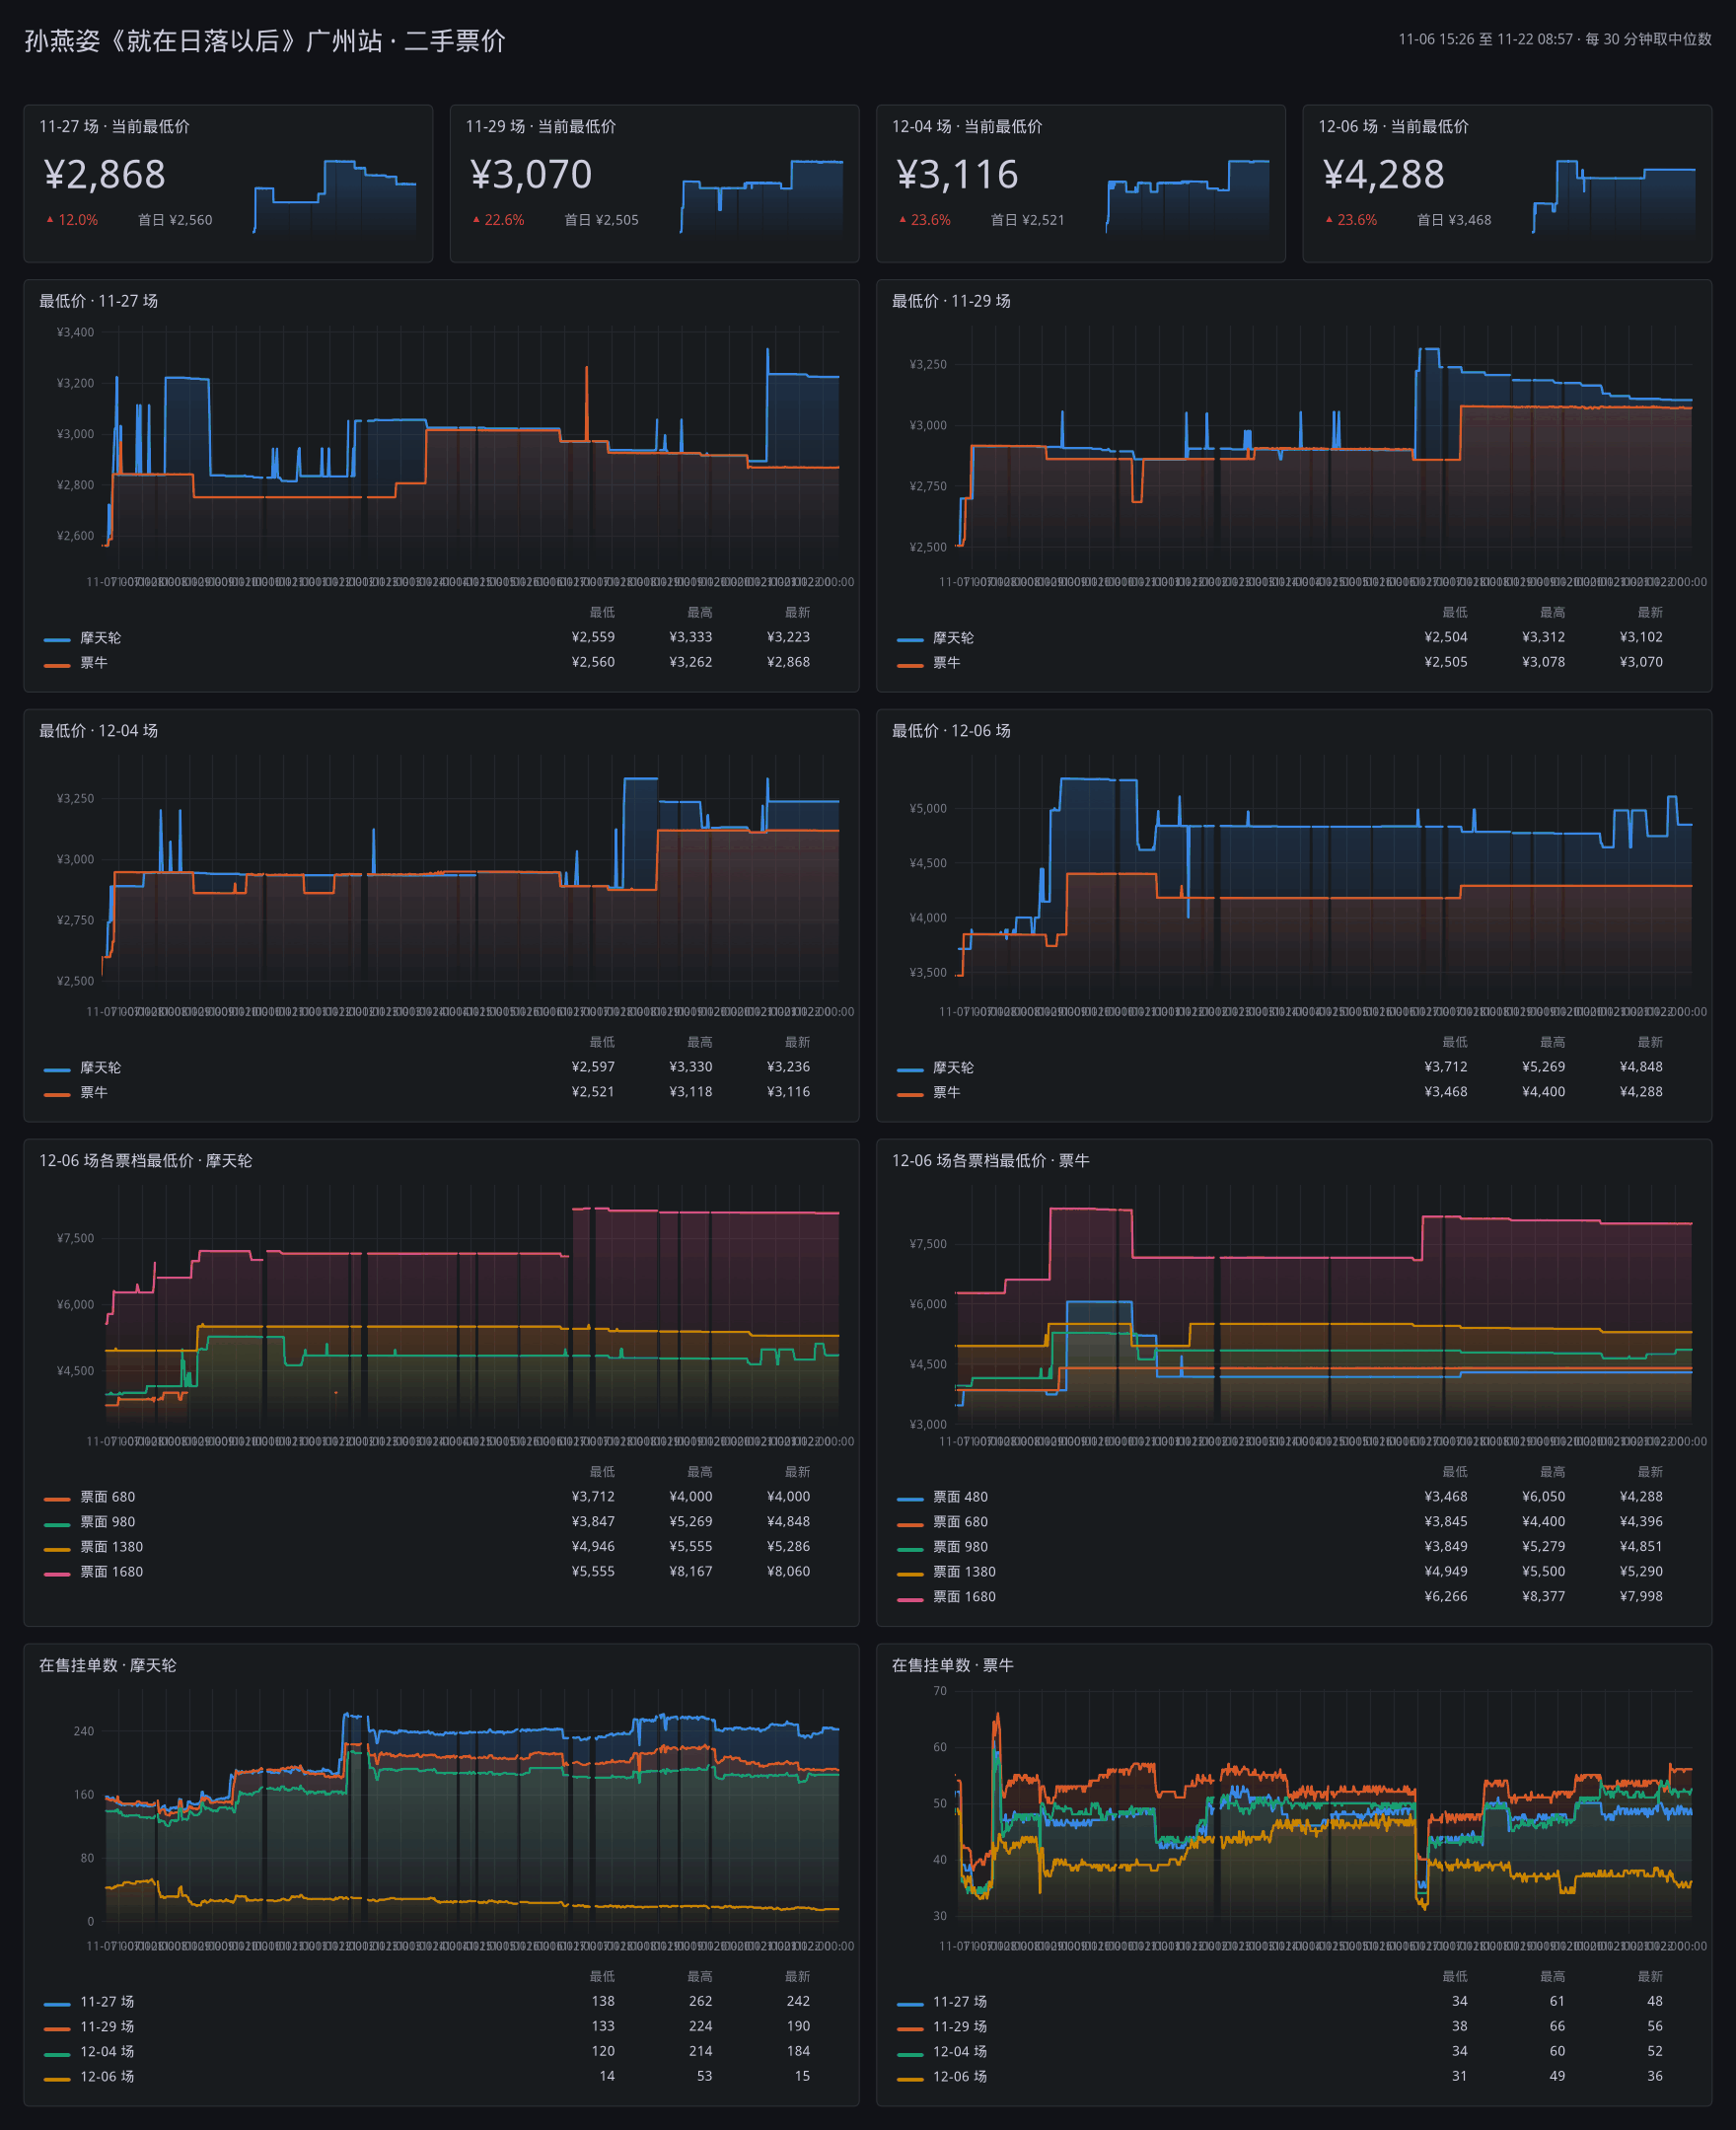 孙燕姿《就在日落以后》广州站 · 二手票价
11-06 15:26 至 11-22 08:57 · 每 30 分钟取中位数
11-27 场 · 当前最低价
¥2,868
12.0% 首日 ¥2,560
11-29 场 · 当前最低价
¥3,070
22.6% 首日 ¥2,505
12-04 场 · 当前最低价
¥3,116
23.6% 首日 ¥2,521
12-06 场 · 当前最低价
¥4,288
23.6% 首日 ¥3,468
最低价 · 11-27 场
¥3,400
¥3,200
¥3,000
¥2,800
¥2,600
最低 最高 最新
摩天轮 ¥2,559 ¥3,333 ¥3,223
票牛 ¥2,560 ¥3,262 ¥2,868
最低价 · 11-29 场
¥3,250
¥3,000
¥2,750
¥2,500
最低 最高 最新
摩天轮 ¥2,504 ¥3,312 ¥3,102
票牛 ¥2,505 ¥3,078 ¥3,070
最低价 · 12-04 场
¥3,250
¥3,000
¥2,750
¥2,500
最低 最高 最新
摩天轮 ¥2,597 ¥3,330 ¥3,236
票牛 ¥2,521 ¥3,118 ¥3,116
最低价 · 12-06 场
¥5,000
¥4,500
¥4,000
¥3,500
最低 最高 最新
摩天轮 ¥3,712 ¥5,269 ¥4,848
票牛 ¥3,468 ¥4,400 ¥4,288
12-06 场各票档最低价 · 摩天轮
¥7,500
¥6,000
¥4,500
最低 最高 最新
票面 680 ¥3,712 ¥4,000 ¥4,000
票面 980 ¥3,847 ¥5,269 ¥4,848
票面 1380 ¥4,946 ¥5,555 ¥5,286
票面 1680 ¥5,555 ¥8,167 ¥8,060
12-06 场各票档最低价 · 票牛
¥7,500
¥6,000
¥4,500
¥3,000
最低 最高 最新
票面 480 ¥3,468 ¥6,050 ¥4,288
票面 680 ¥3,845 ¥4,400 ¥4,396
票面 980 ¥3,849 ¥5,279 ¥4,851
票面 1380 ¥4,949 ¥5,500 ¥5,290
票面 1680 ¥6,266 ¥8,377 ¥7,998
在售挂单数 · 摩天轮
240
160
80
0
最低 最高 最新
11-27 场 138 262 242
11-29 场 133 224 190
12-04 场 120 214 184
12-06 场 14 53 15
在售挂单数 · 票牛
70
60
50
40
30
最低 最高 最新
11-27 场 34 61 48
11-29 场 38 66 56
12-04 场 34 60 52
12-06 场 31 49 36